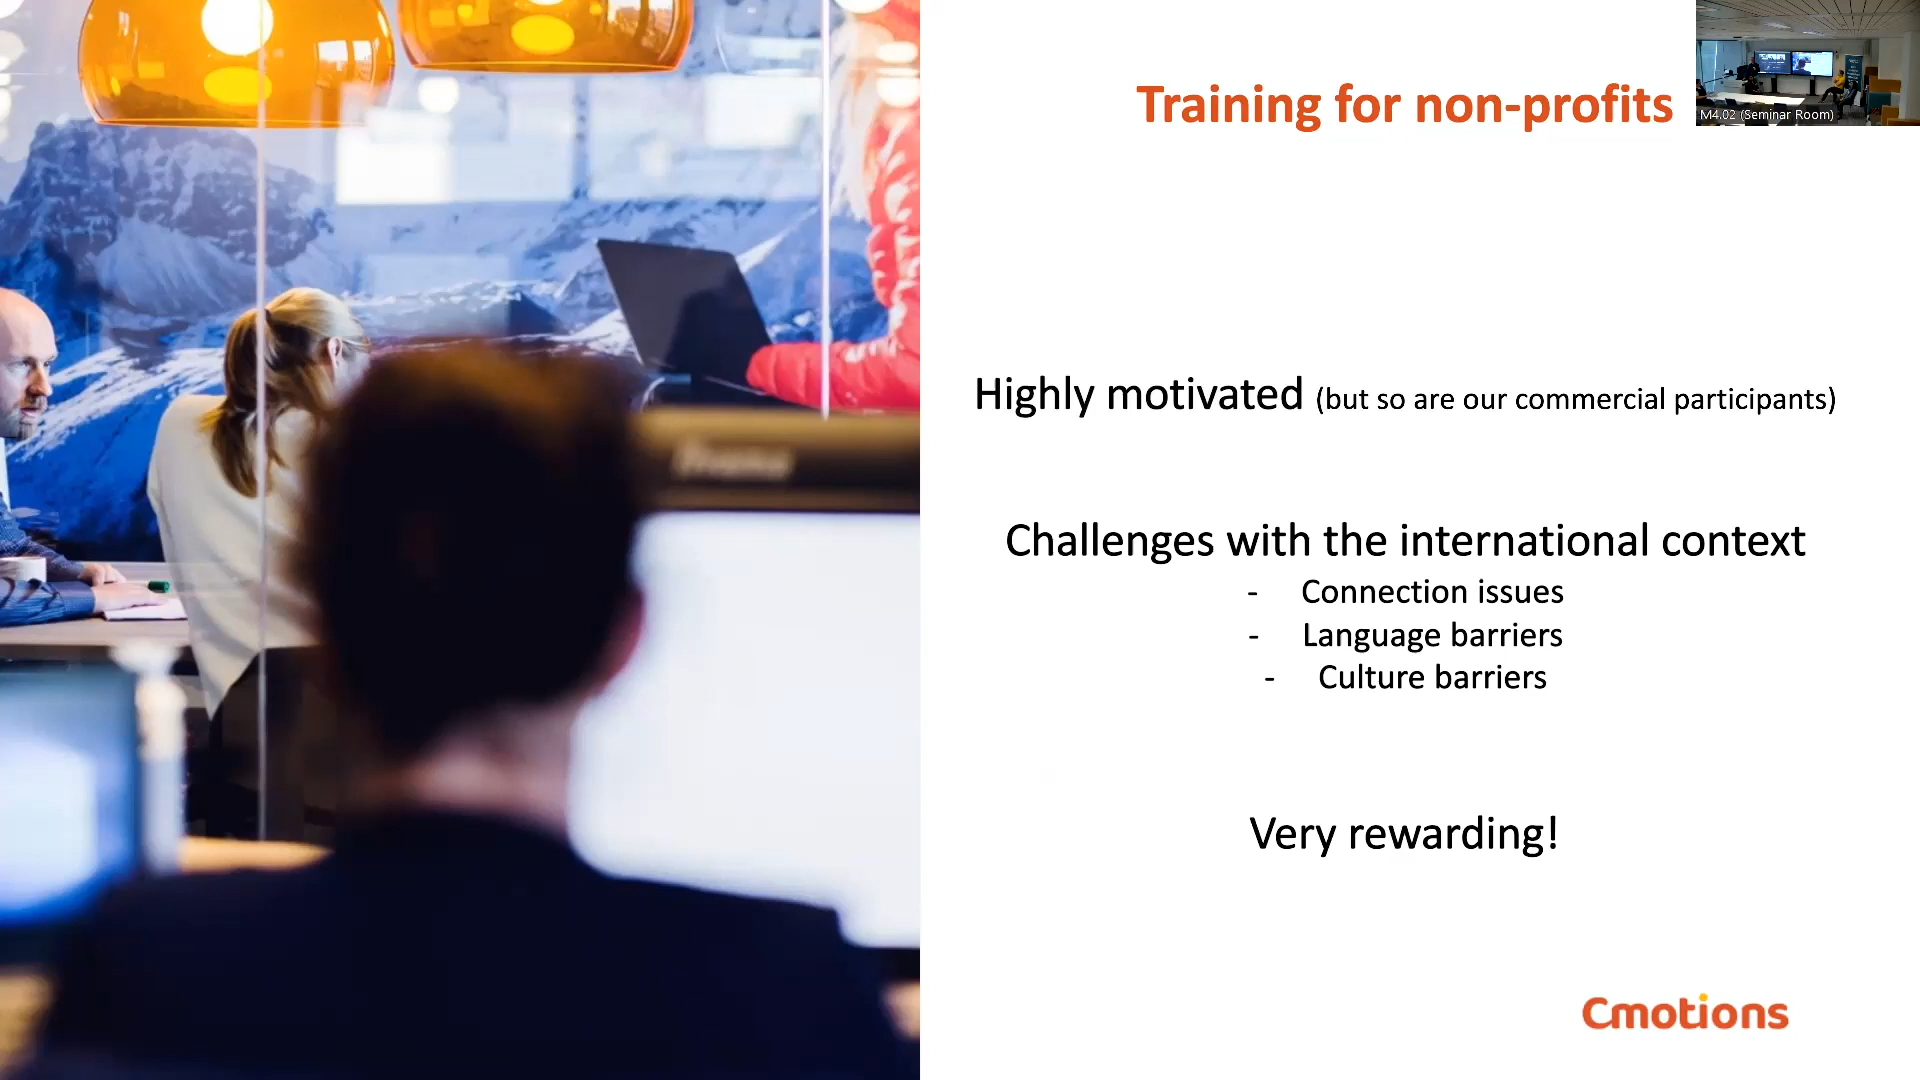 Training for non-profits
M4.02 (Seminar Room)
Highly motivated (but so are our commercial participants)
Challenges with the international context
- Connection issues
- Language barriers
- Culture barriers
Very rewarding!
Cmotions